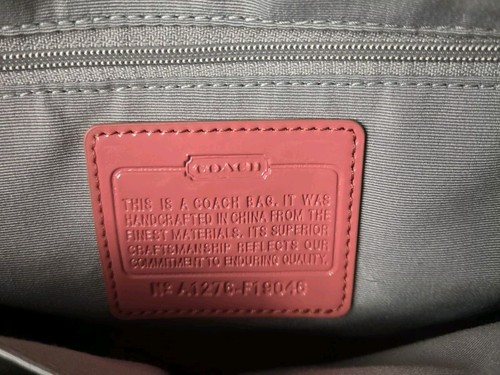 COACH
THIS IS A COACH BAG. IT WAS
HANDCRAFTED IN CHINA FROM THE
FINEST MATERIALS. ITS SUPERIOR
CRAFTSMANSHIP REFLECTS OUR
COMMITMENT TO ENDURING QUALITY.
Nº A1278-F19046